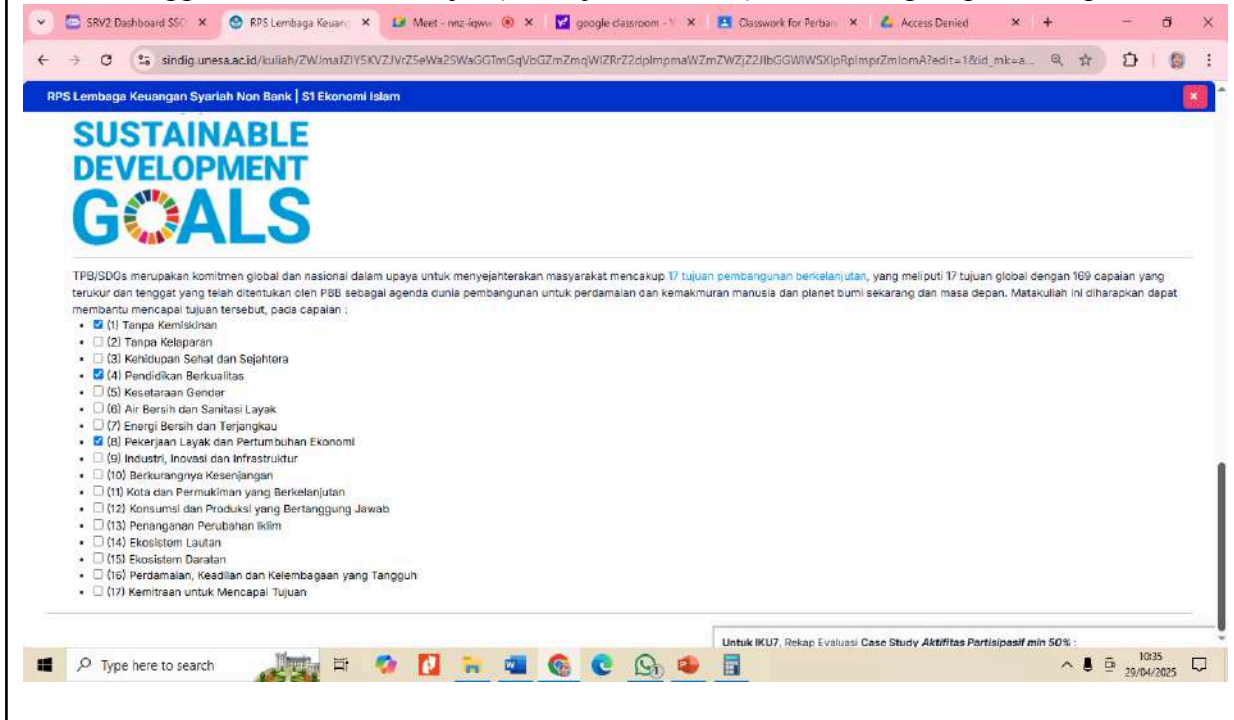 SRV2 Dashboard SSO
RPS Lembaga Keuang
Meet - nnz-iqww
google classroom -
Classwork for Perban
Access Denied
sindig.unesa.ac.id/kuliah/
RPS Lembaga Keuangan Syariah Non Bank | S1 Ekonomi Islam
SUSTAINABLE
DEVELOPMENT
GOALS
TPB/SDGs merupakan komitmen global dan nasional dalam upaya untuk menyejahterakan masyarakat mencakup 17 tujuan pembangunan berkelanjutan, yang meliputi 17 tujuan global dengan 169 capaian yang
terukur dan tenggat yang telah ditentukan oleh PBB sebagai agenda dunia pembangunan untuk perdamaian dan kemakmuran manusia dan planet bumi sekarang dan masa depan. Matakuliah ini diharapkan dapat
membantu mencapai tujuan tersebut, pada capaian :
(1) Tanpa Kemiskinan
(2) Tanpa Kelaparan
(3) Kehidupan Sehat dan Sejahtera
(4) Pendidikan Berkualitas
(5) Kesetaraan Gender
(6) Air Bersih dan Sanitasi Layak
(7) Energi Bersih dan Terjangkau
(8) Pekerjaan Layak dan Pertumbuhan Ekonomi
(9) Industri, Inovasi dan Infrastruktur
(10) Berkurangnya Kesenjangan
(11) Kota dan Permukiman yang Berkelanjutan
(12) Konsumsi dan Produksi yang Bertanggung Jawab
(13) Penanganan Perubahan Iklim
(14) Ekosistem Lautan
(15) Ekosistem Daratan
(16) Perdamaian, Keadilan dan Kelembagaan yang Tangguh
(17) Kemitraan untuk Mencapai Tujuan
Untuk IKU7, Rekap Evaluasi Case Study Aktifitas Partisipasif min 50% :
Type here to search
10:35
29/04/2025